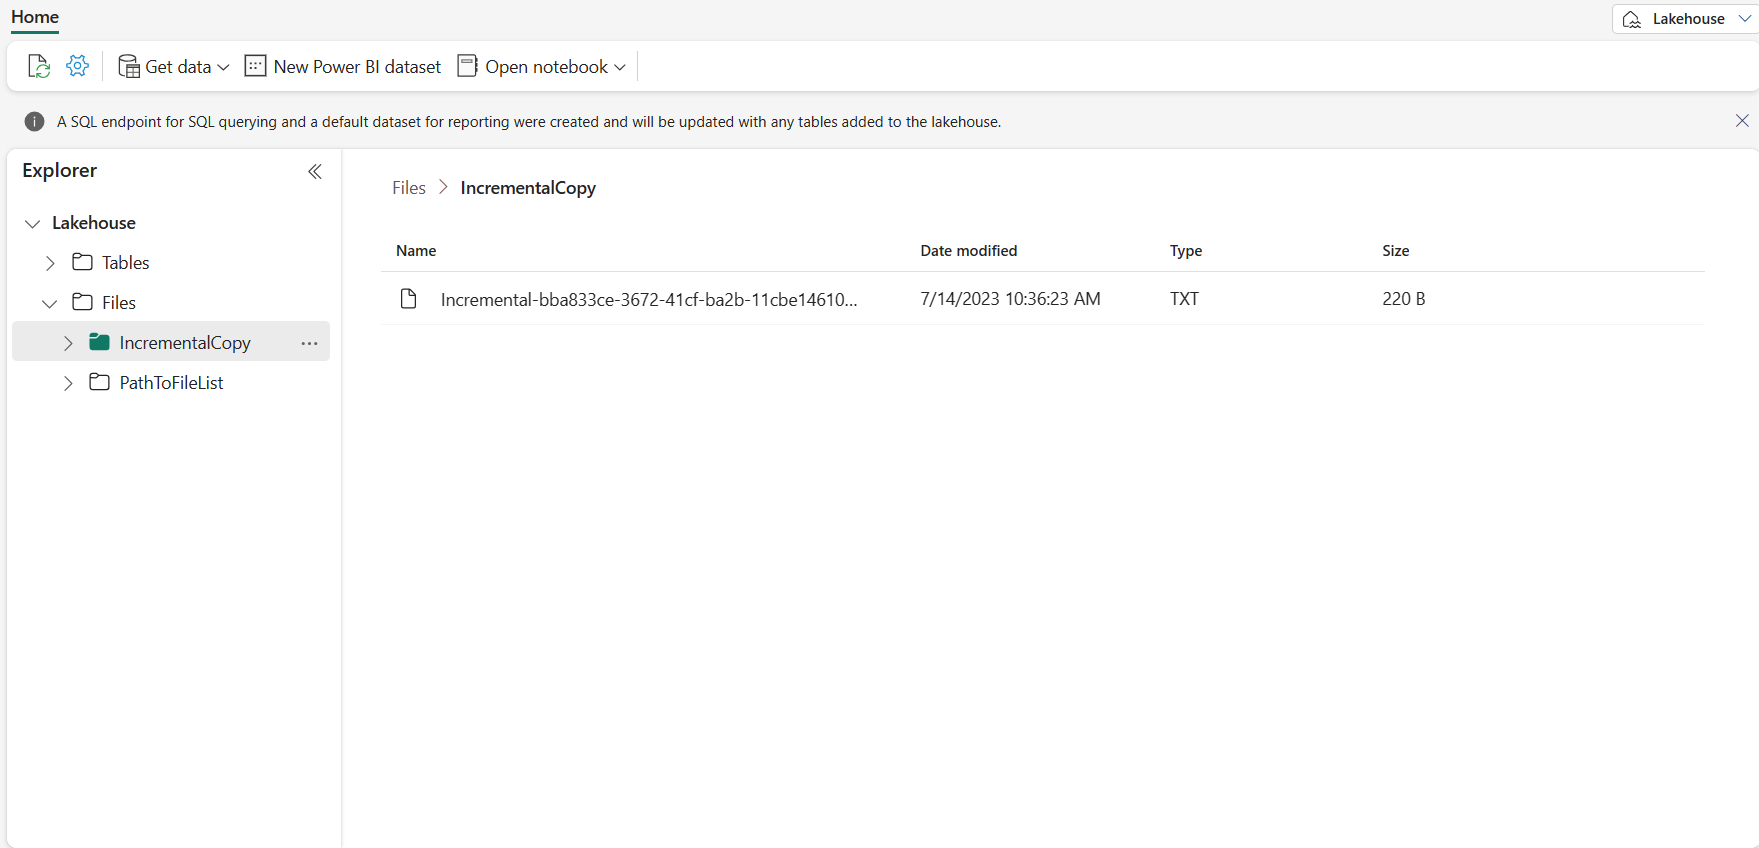 Home
Lakehouse
Get data
New Power BI dataset
Open notebook
A SQL endpoint for SQL querying and a default dataset for reporting were created and will be updated with any tables added to the lakehouse.
Explorer
Lakehouse
Tables
Files
IncrementalCopy
PathToFileList
Files > IncrementalCopy
Name Date modified Type Size
Incremental-bba833ce-3672-41cf-ba2b-11cbe14610... 7/14/2023 10:36:23 AM TXT 220 B